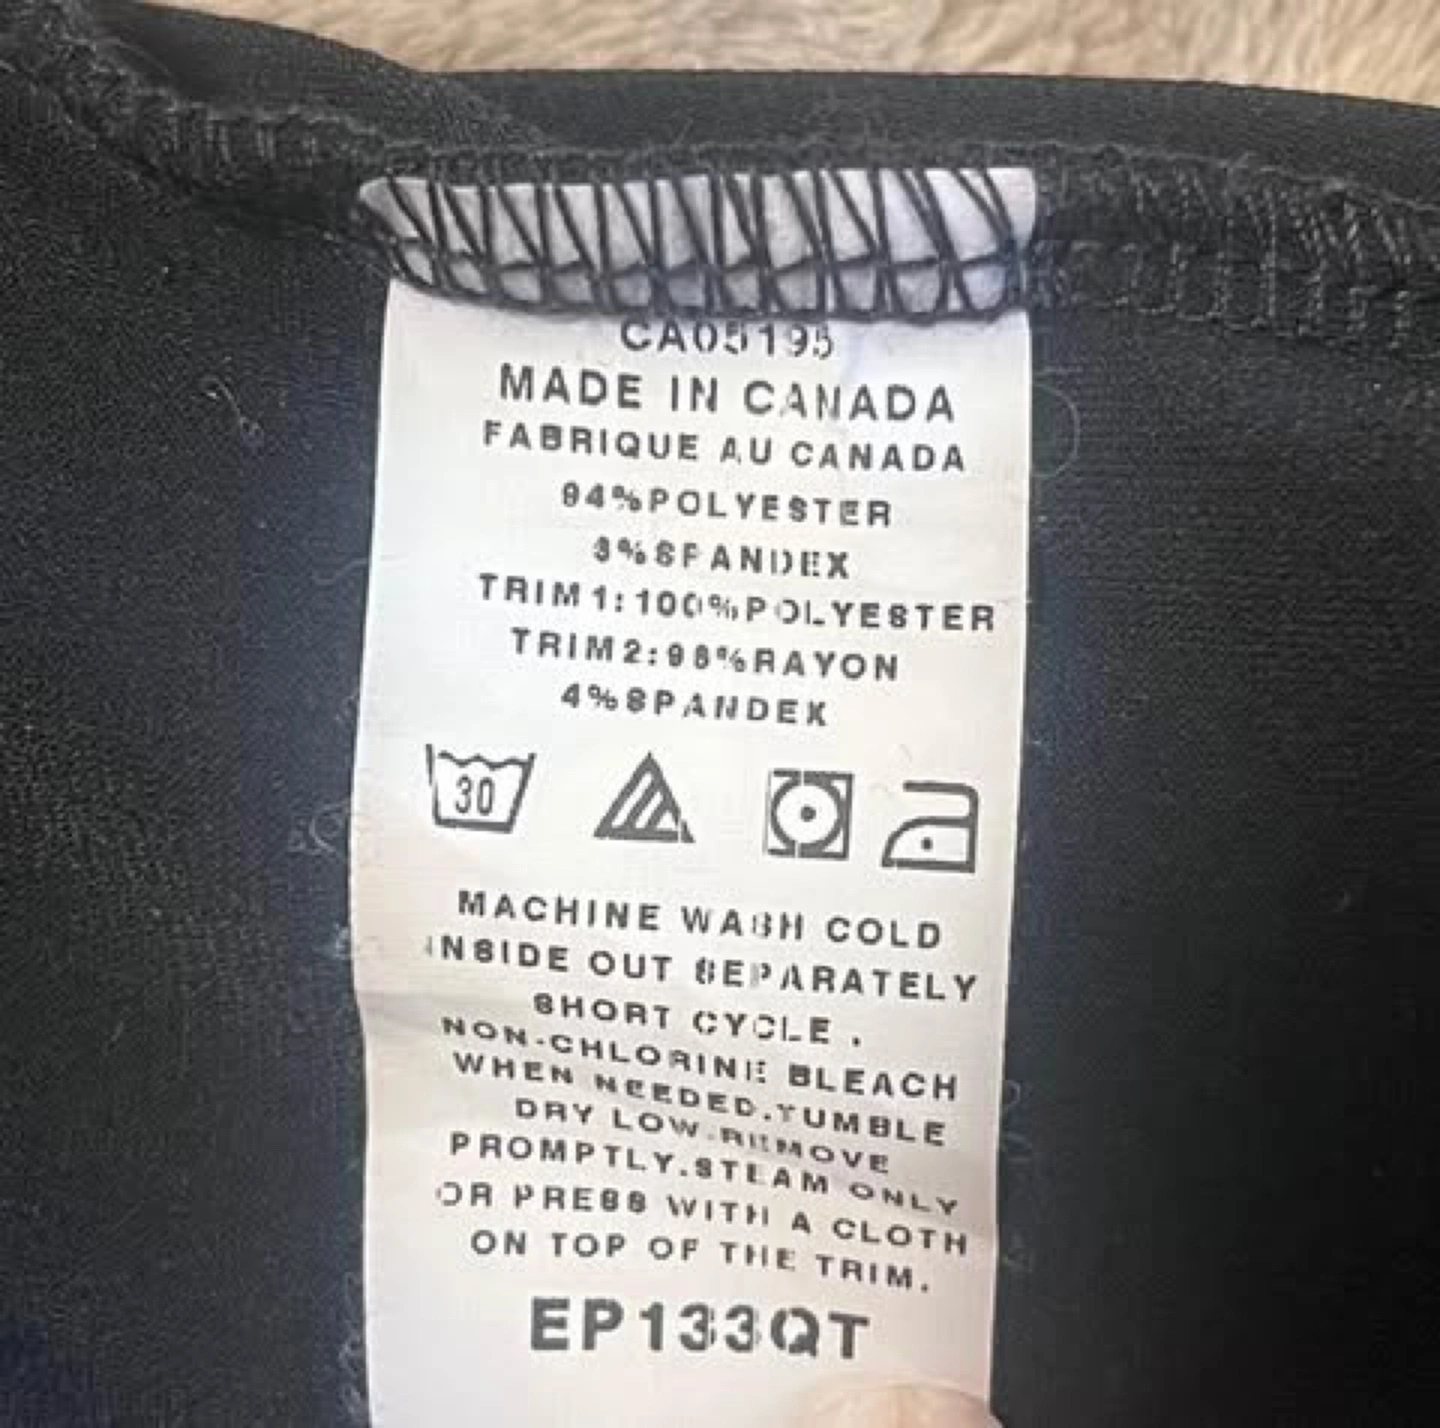 CA05195
MADE IN CANADA
FABRIQUE AU CANADA
94%POLYESTER
%SPANDEX
TRIM1:100%POLYESTER
TRIM2:96%RAYON
4%SPANDEX
30
MACHINE WASH COLD
INSIDE OUT SEPARATELY
SHORT CYCLE .
NON-CHLORINE BLEACH
WHEN NEEDED.TUMBLE
DRY LOW.REMOVE
PROMPTLY.STEAM ONLY
OR PRESS WITH A CLOTH
ON TOP OF THE TRIM.
EP133QT